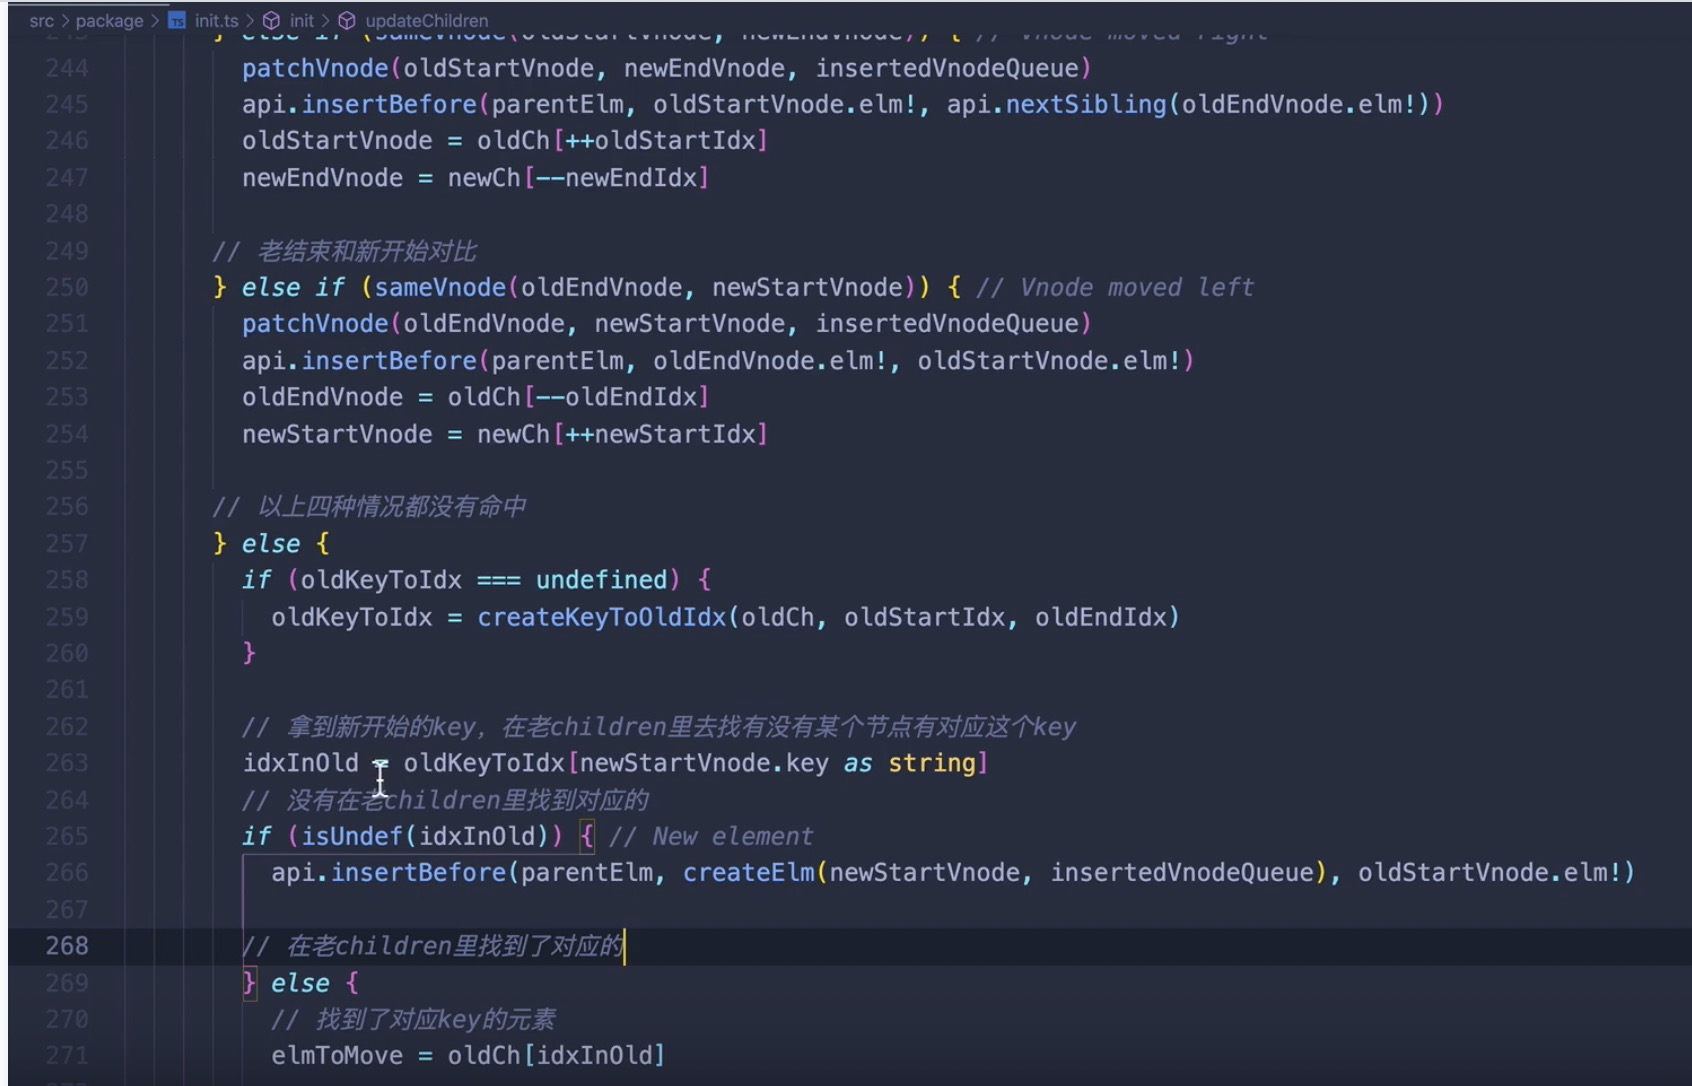 src > package > TS init.ts > init > updateChildren
243 } else if (sameVnode(oldStartVnode, newEndVnode)) { // Vnode moved right
244 patchVnode(oldStartVnode, newEndVnode, insertedVnodeQueue)
245 api.insertBefore(parentElm, oldStartVnode.elm!, api.nextSibling(oldEndVnode.elm!))
246 oldStartVnode = oldCh[++oldStartIdx]
247 newEndVnode = newCh[--newEndIdx]
248
249 // 老结束和新开始对比
250 } else if (sameVnode(oldEndVnode, newStartVnode)) { // Vnode moved left
251 patchVnode(oldEndVnode, newStartVnode, insertedVnodeQueue)
252 api.insertBefore(parentElm, oldEndVnode.elm!, oldStartVnode.elm!)
253 oldEndVnode = oldCh[--oldEndIdx]
254 newStartVnode = newCh[++newStartIdx]
255
256 // 以上四种情况都没有命中
257 } else {
258 if (oldKeyToIdx === undefined) {
259 oldKeyToIdx = createKeyToOldIdx(oldCh, oldStartIdx, oldEndIdx)
260 }
261
262 // 拿到新开始的key，在老children里去找有没有某个节点有对应这个key
263 idxInOld = oldKeyToIdx[newStartVnode.key as string]
264 // 没有在老children里找到对应的
265 if (isUndef(idxInOld)) { // New element
266 api.insertBefore(parentElm, createElm(newStartVnode, insertedVnodeQueue), oldStartVnode.elm!)
267
268 // 在老children里找到了对应的
269 } else {
270 // 找到了对应key的元素
271 elmToMove = oldCh[idxInOld]